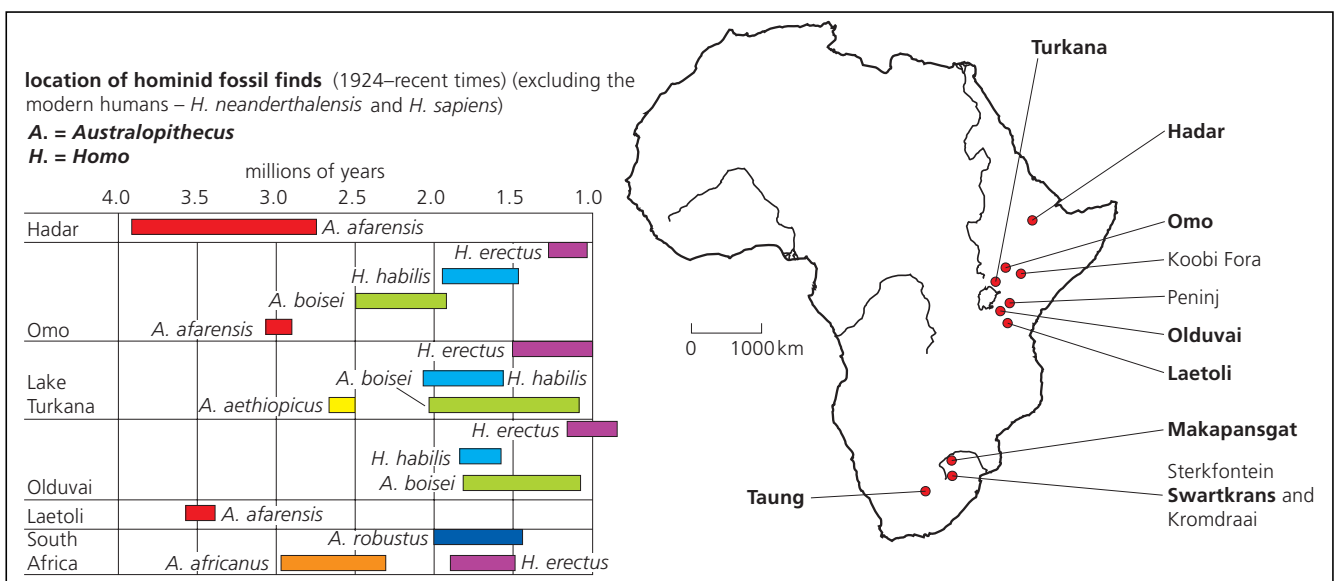 location of hominid fossil finds (1924–recent times) (excluding the
modern humans – H. neanderthalensis and H. sapiens)
A. = Australopithecus
H. = Homo
millions of years
4.0 3.5 3.0 2.5 2.0 1.5 1.0
Hadar A. afarensis
H. erectus
H. habilis
A. boisei
Omo A. afarensis
H. erectus
Lake A. boisei H. habilis
Turkana A. aethiopicus
H. erectus
H. habilis
Olduvai A. boisei
Laetoli A. afarensis
South A. robustus
Africa A. africanus H. erectus
Turkana
Hadar
Omo
Koobi Fora
Peninj
Olduvai
Laetoli
0 1000 km
Makapansgat
Sterkfontein
Swartkrans and
Kromdraai
Taung